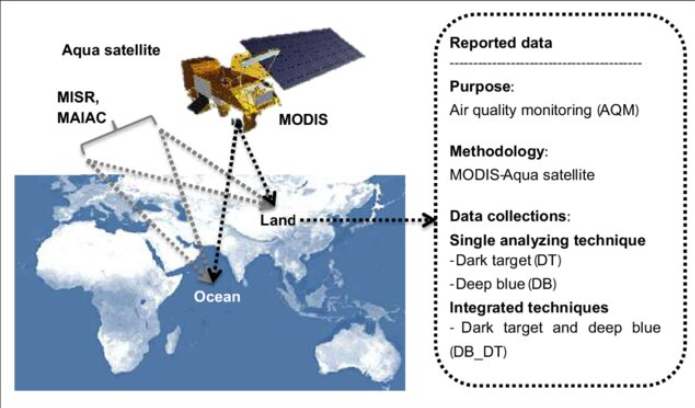 Aqua satellite
MISR,
MAIAC
MODIS
Land
Ocean
Reported data
----------------------------------------
Purpose:
Air quality monitoring (AQM)
Methodology:
MODIS-Aqua satellite
Data collections:
Single analyzing technique
-Dark target (DT)
-Deep blue (DB)
Integrated techniques
- Dark target and deep blue
(DB_DT)